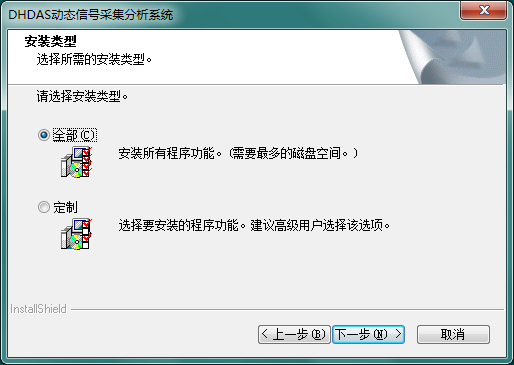 DHDAS动态信号采集分析系统
安装类型
选择所需的安装类型。
请选择安装类型。
全部(C)
安装所有程序功能。(需要最多的磁盘空间。)
定制
选择要安装的程序功能。建议高级用户选择该选项。
InstallShield
< 上一步(B) 下一步(N) > 取消